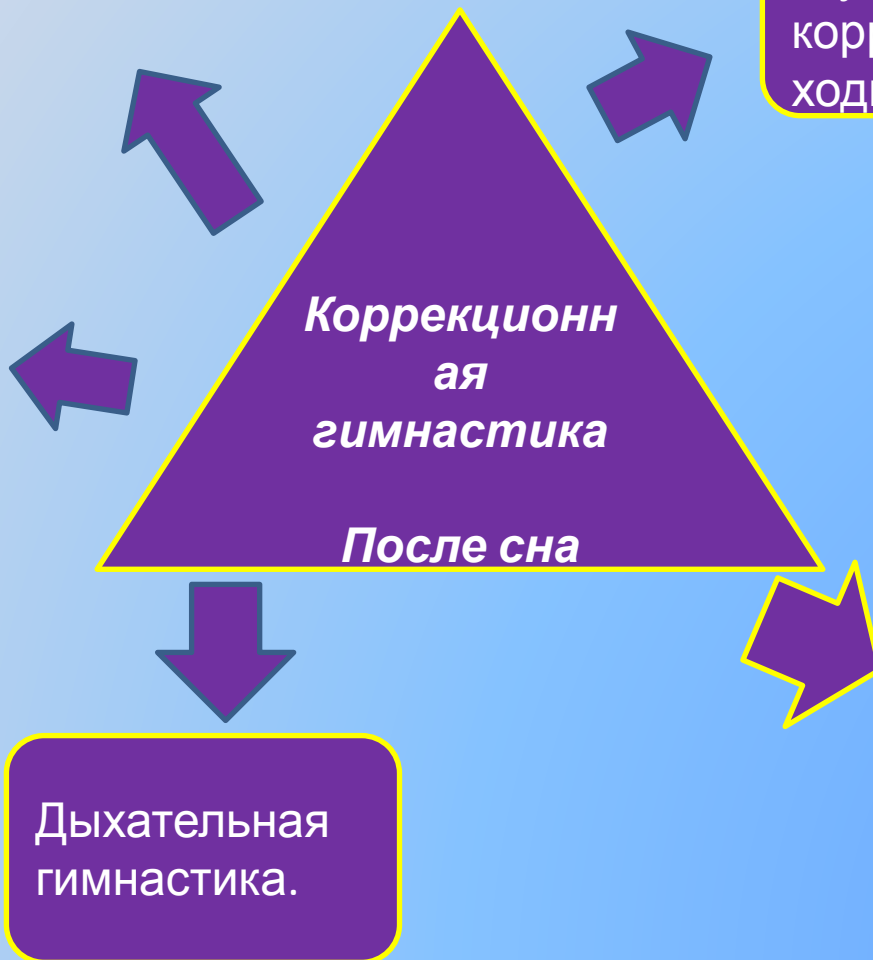 Коррекционн
ая
гимнастика
После сна
Дыхательная
гимнастика.